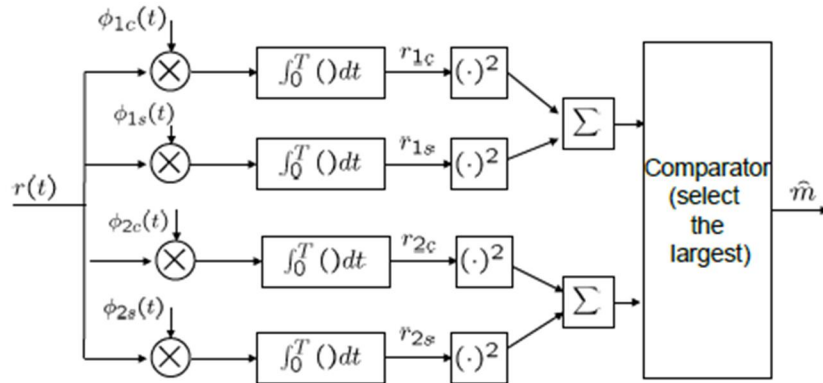 ϕ1c(t)
∫₀ᵀ ()dt
r1c
(·)²
ϕ1s(t)
∫₀ᵀ ()dt
r1s
(·)²
Σ
r(t)
Comparator
(select
the
largest)
m̂
ϕ2c(t)
∫₀ᵀ ()dt
r2c
(·)²
Σ
ϕ2s(t)
∫₀ᵀ ()dt
r2s
(·)²